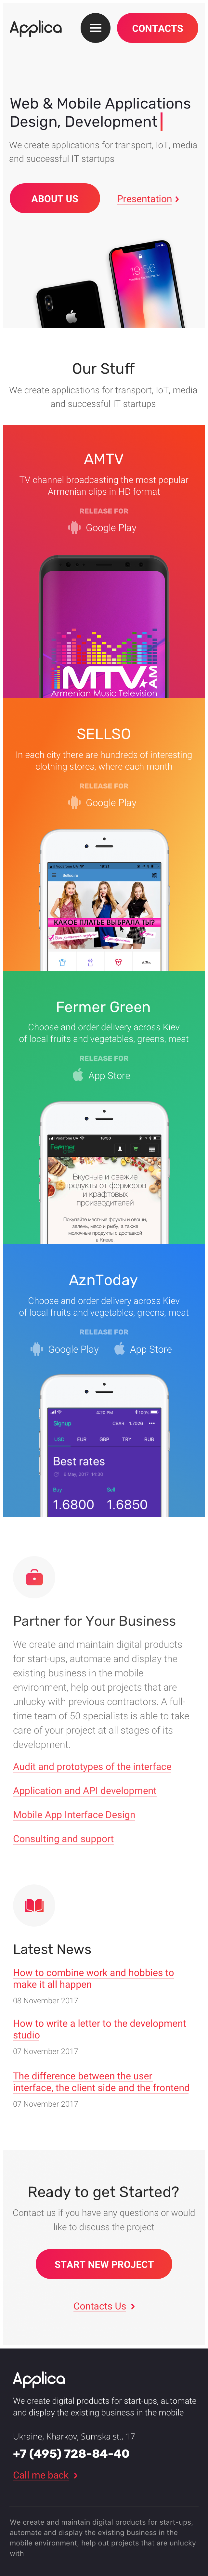 Applica
CONTACTS
Web & Mobile Applications
Design, Development
We create applications for transport, IoT, media
and successful IT startups
ABOUT US
Presentation
19:56
Our Stuff
We create applications for transport, IoT, media
and successful IT startups
AMTV
TV channel broadcasting the most popular
Armenian clips in HD format
RELEASE FOR
Google Play
MTV AM
Armenian Music Television
SELLSO
In each city there are hundreds of interesting
clothing stores, where each month
RELEASE FOR
Google Play
Sellso.ru
КАКОЕ ПЛАТЬЕ ВЫБРАЛА ТЫ?
Fermer Green
Choose and order delivery across Kiev
of local fruits and vegetables, greens, meat
RELEASE FOR
App Store
Fermer
Вкусные и свежие
продукты от фермеров
и крафтовых
производителей
Покупайте местные фрукты и овощи,
зелень, мясо и рыбу, а также
молочные продукты с доставкой
в Киеве.
AznToday
Choose and order delivery across Kiev
of local fruits and vegetables, greens, meat
RELEASE FOR
Google Play
App Store
4:20 PM
100%
Signup
CBAR 1.7026
USD EUR GBP TRY RUB
Best rates
6 May, 2017 14:30
Buy Sell
1.6800 1.6850
Partner for Your Business
We create and maintain digital products
for start-ups, automate and display the
existing business in the mobile
environment, help out projects that are
unlucky with previous contractors. A full-
time team of 50 specialists is able to take
care of your project at all stages of its
development.
Audit and prototypes of the interface
Application and API development
Mobile App Interface Design
Consulting and support
Latest News
How to combine work and hobbies to
make it all happen
08 November 2017
How to write a letter to the development
studio
07 November 2017
The difference between the user
interface, the client side and the frontend
07 November 2017
Ready to get Started?
Contact us if you have any questions or would
like to discuss the project
START NEW PROJECT
Contacts Us
Applica
We create digital products for start-ups, automate
and display the existing business in the mobile
Ukraine, Kharkov, Sumska st., 17
+7 (495) 728-84-40
Call me back
We create and maintain digital products for start-ups,
automate and display the existing business in the
mobile environment, help out projects that are unlucky
with